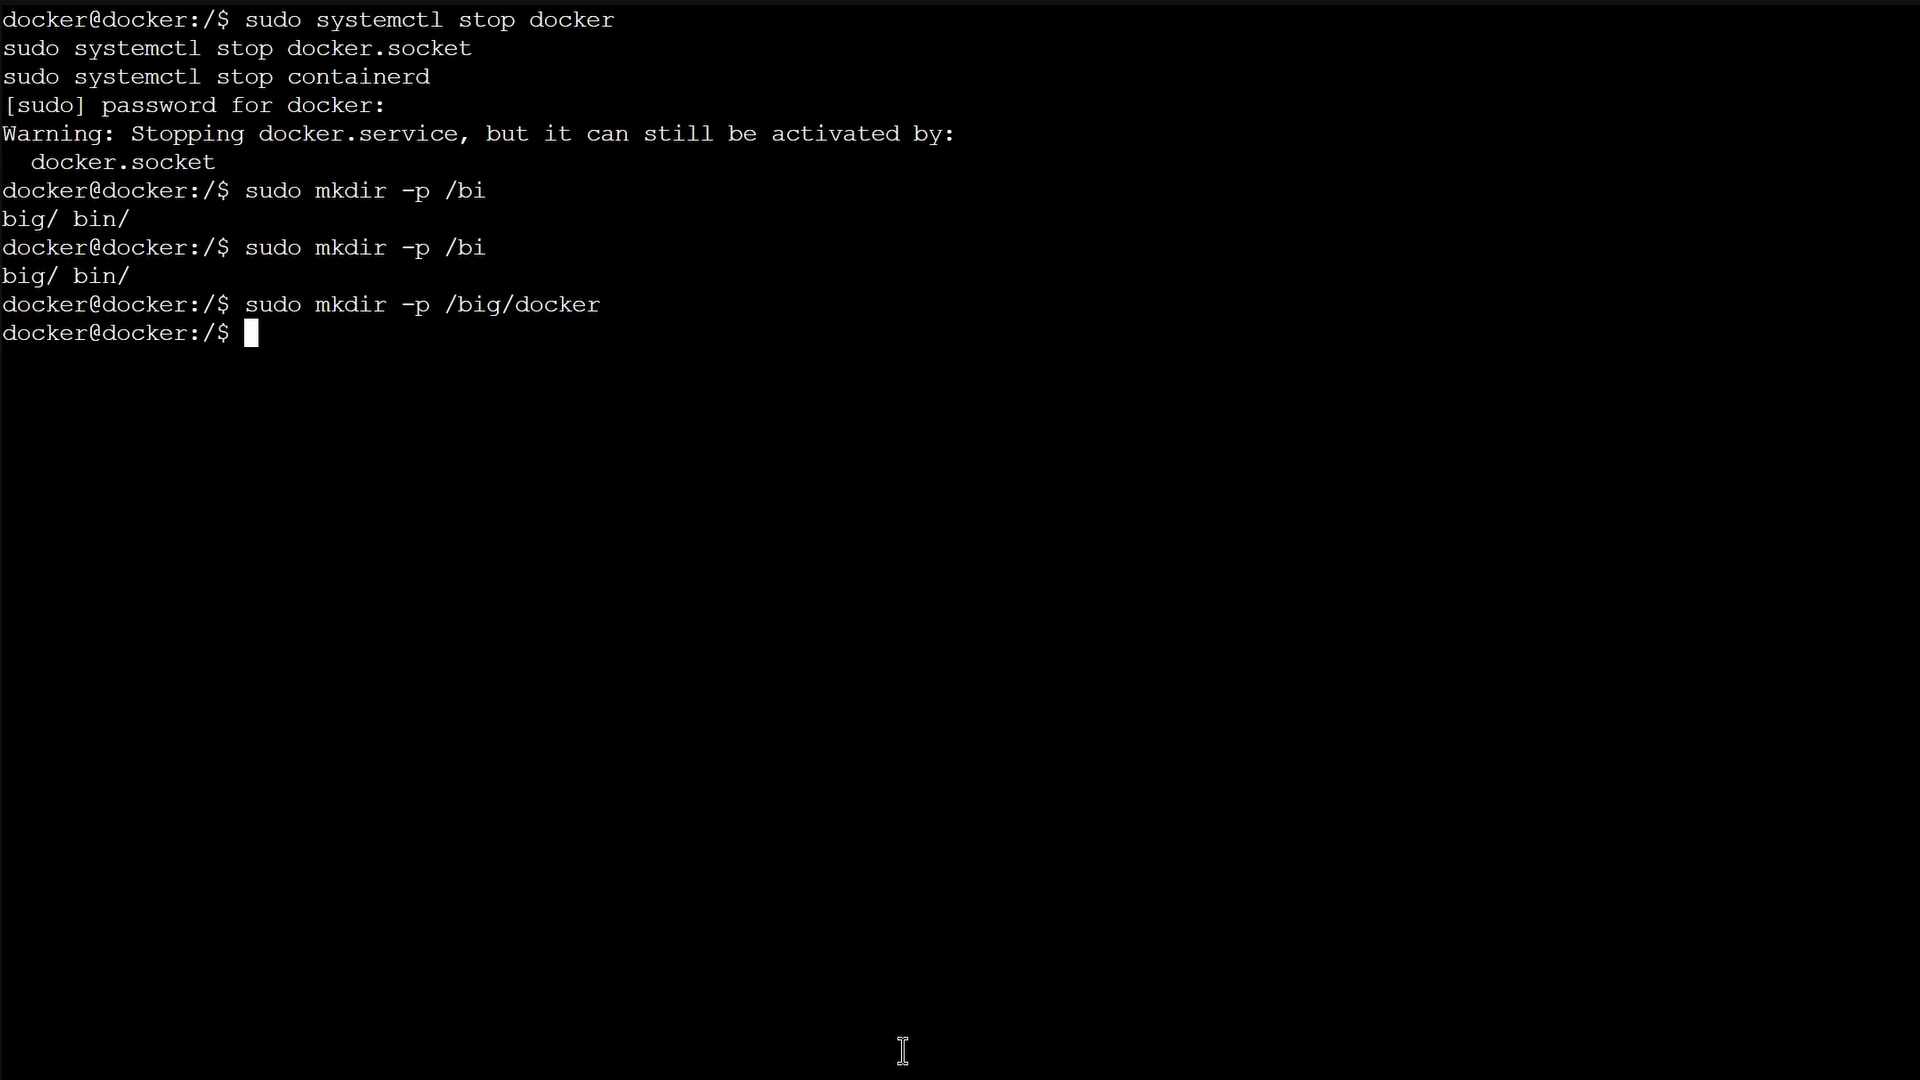 docker@docker:/$ sudo systemctl stop docker
sudo systemctl stop docker.socket
sudo systemctl stop containerd
[sudo] password for docker:
Warning: Stopping docker.service, but it can still be activated by:
  docker.socket
docker@docker:/$ sudo mkdir -p /bi
big/ bin/
docker@docker:/$ sudo mkdir -p /bi
big/ bin/
docker@docker:/$ sudo mkdir -p /big/docker
docker@docker:/$